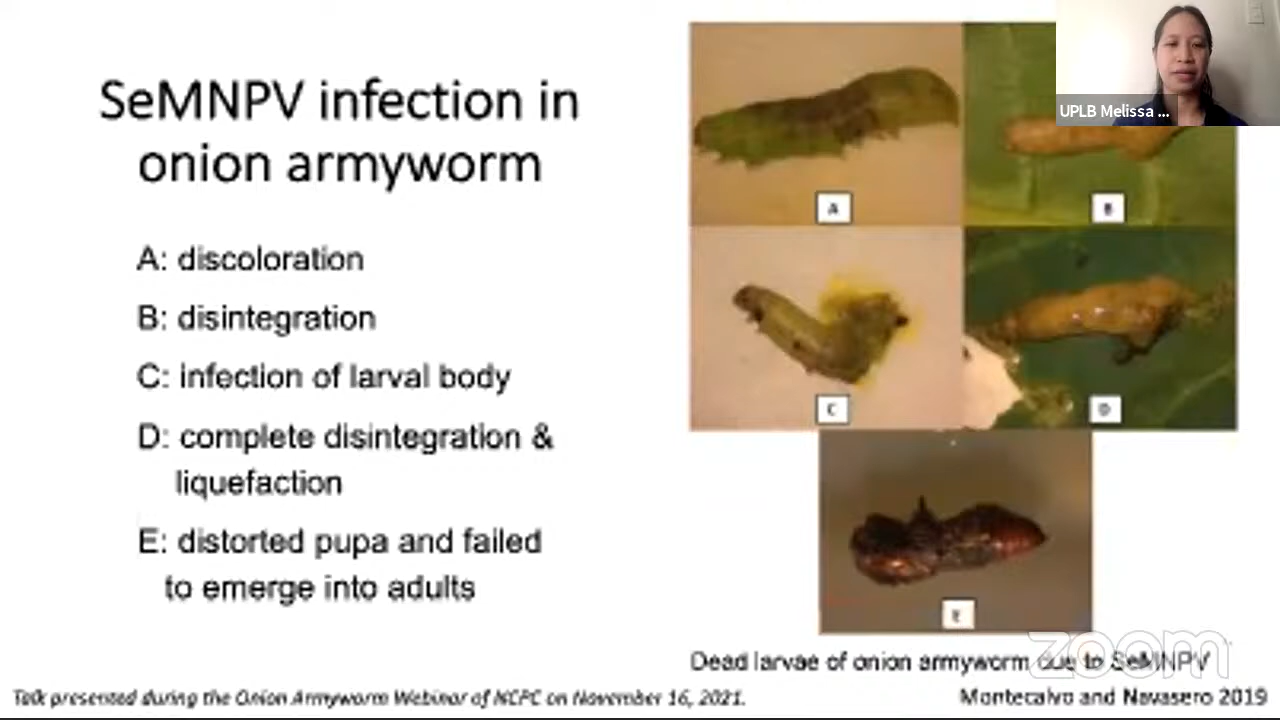 SeMNPV infection in
onion armyworm
A: discoloration
B: disintegration
C: infection of larval body
D: complete disintegration &
liquefaction
E: distorted pupa and failed
to emerge into adults
UPLB Melissa ...
A
B
C
D
E
Dead larvae of onion armyworm due to SeMNPV
zoom
Talk presented during the Onion Armyworm Webinar of NCPC on November 16, 2021.
Montecalvo and Navasero 2019